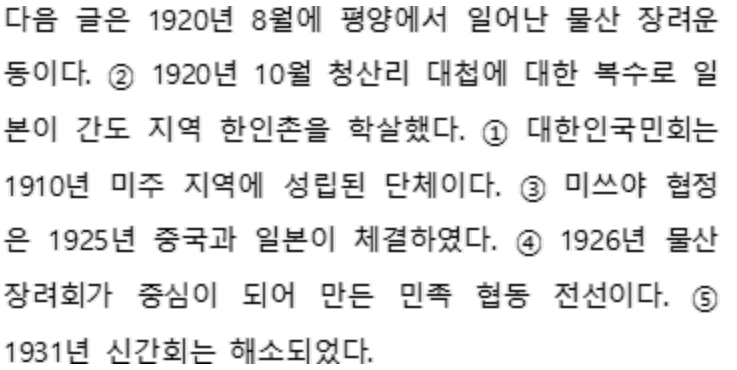 다음 글은 1920년 8월에 평양에서 일어난 물산 장려운
동이다. ② 1920년 10월 청산리 대첩에 대한 복수로 일
본이 간도 지역 한인촌을 학살했다. ① 대한인국민회는
1910년 미주 지역에 성립된 단체이다. ③ 미쓰야 협정
은 1925년 중국과 일본이 체결하였다. ④ 1926년 물산
장려회가 중심이 되어 만든 민족 협동 전선이다. ⑤
1931년 신간회는 해소되었다.